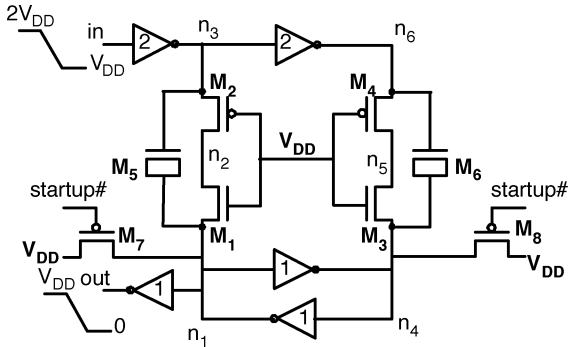 2V_DD
in
2
n_3
2
n_6
V_DD
M_2
M_4
n_2
V_DD
n_5
M_5
M_6
startup#
startup#
M_7
M_1
M_3
M_8
V_DD
V_DD
V_DD out
1
1
1
0
n_1
n_4